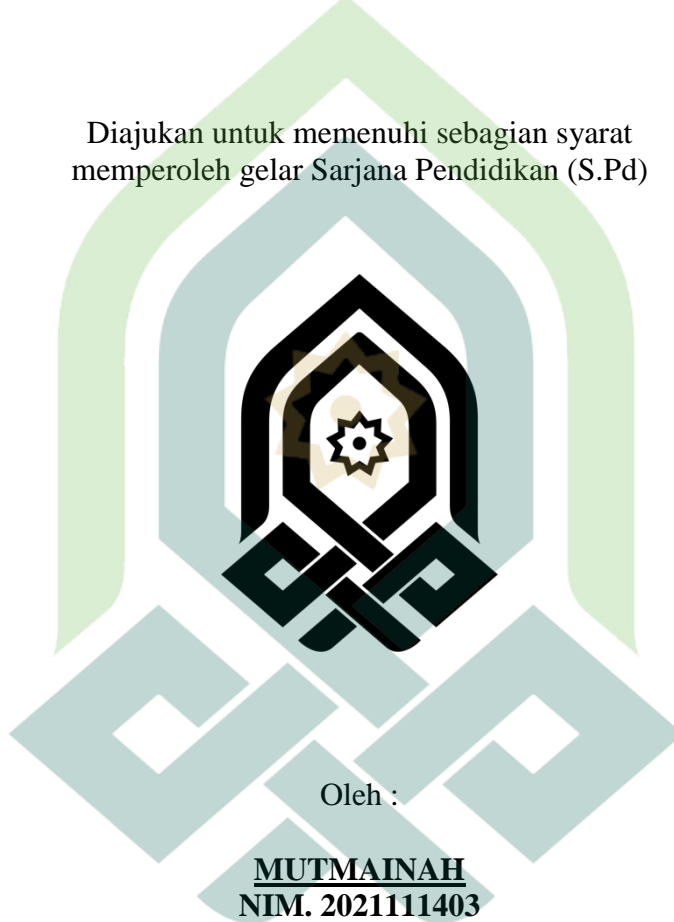 Diajukan untuk memenuhi sebagian syarat
memperoleh gelar Sarjana Pendidikan (S.Pd)
Oleh :
MUTMAINAH
NIM. 2021111403